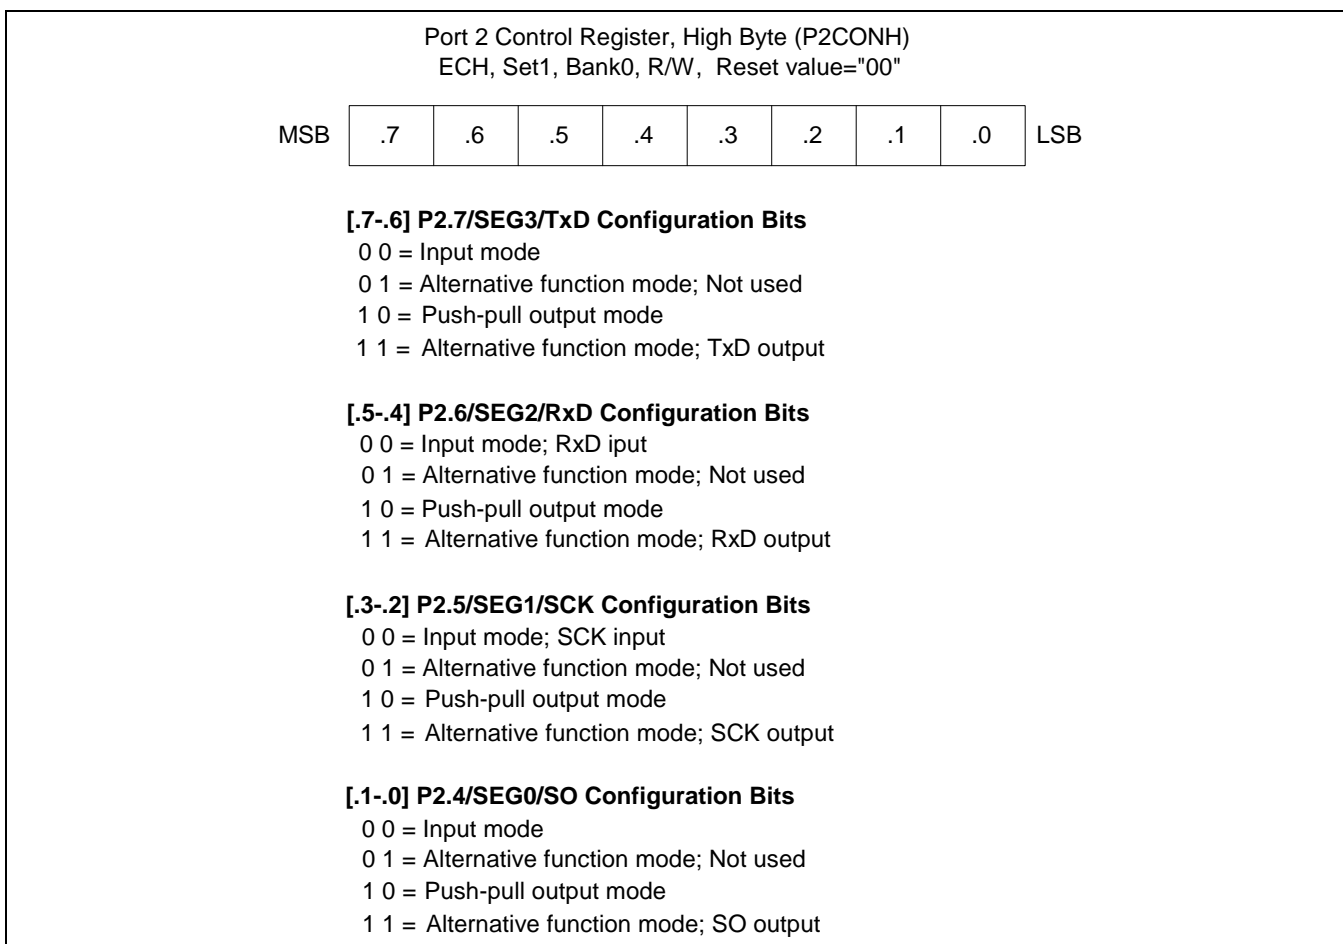 Port 2 Control Register, High Byte (P2CONH)
ECH, Set1, Bank0, R/W, Reset value="00"
MSB .7 .6 .5 .4 .3 .2 .1 .0 LSB
[.7-.6] P2.7/SEG3/TxD Configuration Bits
0 0 = Input mode
0 1 = Alternative function mode; Not used
1 0 = Push-pull output mode
1 1 = Alternative function mode; TxD output
[.5-.4] P2.6/SEG2/RxD Configuration Bits
0 0 = Input mode; RxD iput
0 1 = Alternative function mode; Not used
1 0 = Push-pull output mode
1 1 = Alternative function mode; RxD output
[.3-.2] P2.5/SEG1/SCK Configuration Bits
0 0 = Input mode; SCK input
0 1 = Alternative function mode; Not used
1 0 = Push-pull output mode
1 1 = Alternative function mode; SCK output
[.1-.0] P2.4/SEG0/SO Configuration Bits
0 0 = Input mode
0 1 = Alternative function mode; Not used
1 0 = Push-pull output mode
1 1 = Alternative function mode; SO output